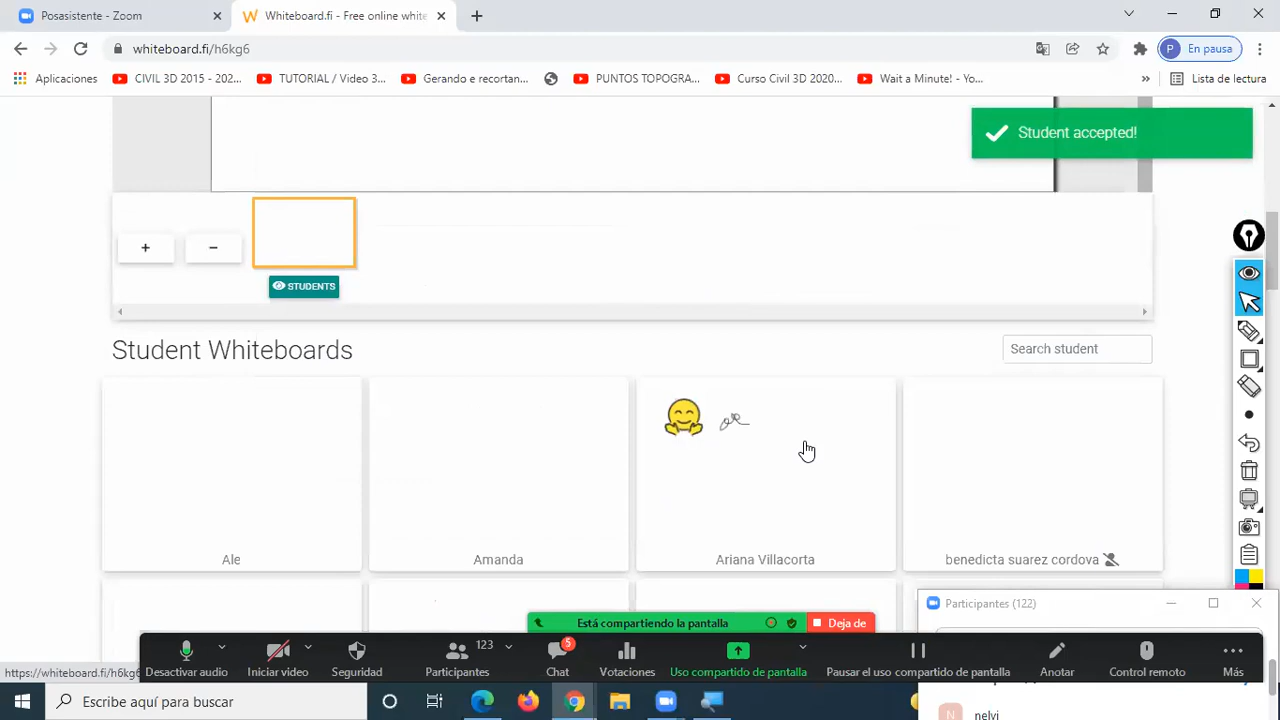 Posasistente - Zoom
Whiteboard.fi - Free online white
whiteboard.fi/h6kg6
En pausa
Aplicaciones
CIVIL 3D 2015 - 202...
TUTORIAL / Video 3...
Gerando e recortan...
PUNTOS TOPOGRA...
Curso Civil 3D 2020...
Wait a Minute! - Yo...
»
Lista de lectura
Student accepted!
+
-
STUDENTS
Student Whiteboards
Search student
Ale
Amanda
Ariana Villacorta
benedicta suarez cordova
Participantes (122)
Está compartiendo la pantalla
Deja de
Desactivar audio
Iniciar video
Seguridad
123
Participantes
5
Chat
Votaciones
Uso compartido de pantalla
Pausar el uso compartido de pantalla
Anotar
Control remoto
Más
https://whiteboard.fi/h6kg6
Escribe aquí para buscar
N
nelvi